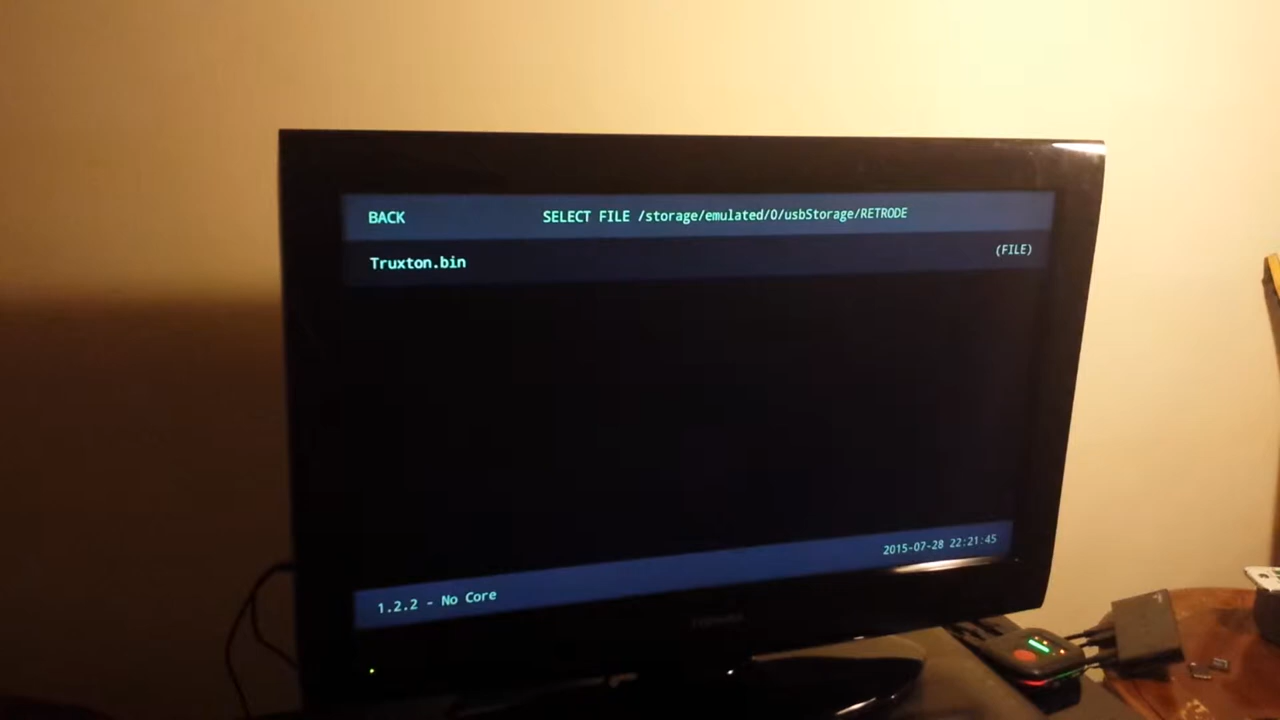 BACK
SELECT FILE /storage/emulated/0/usbStorage/RETRODE
Truxton.bin
(FILE)
2015-07-28 22:21:45
1.2.2 - No Core
TOSHIBA